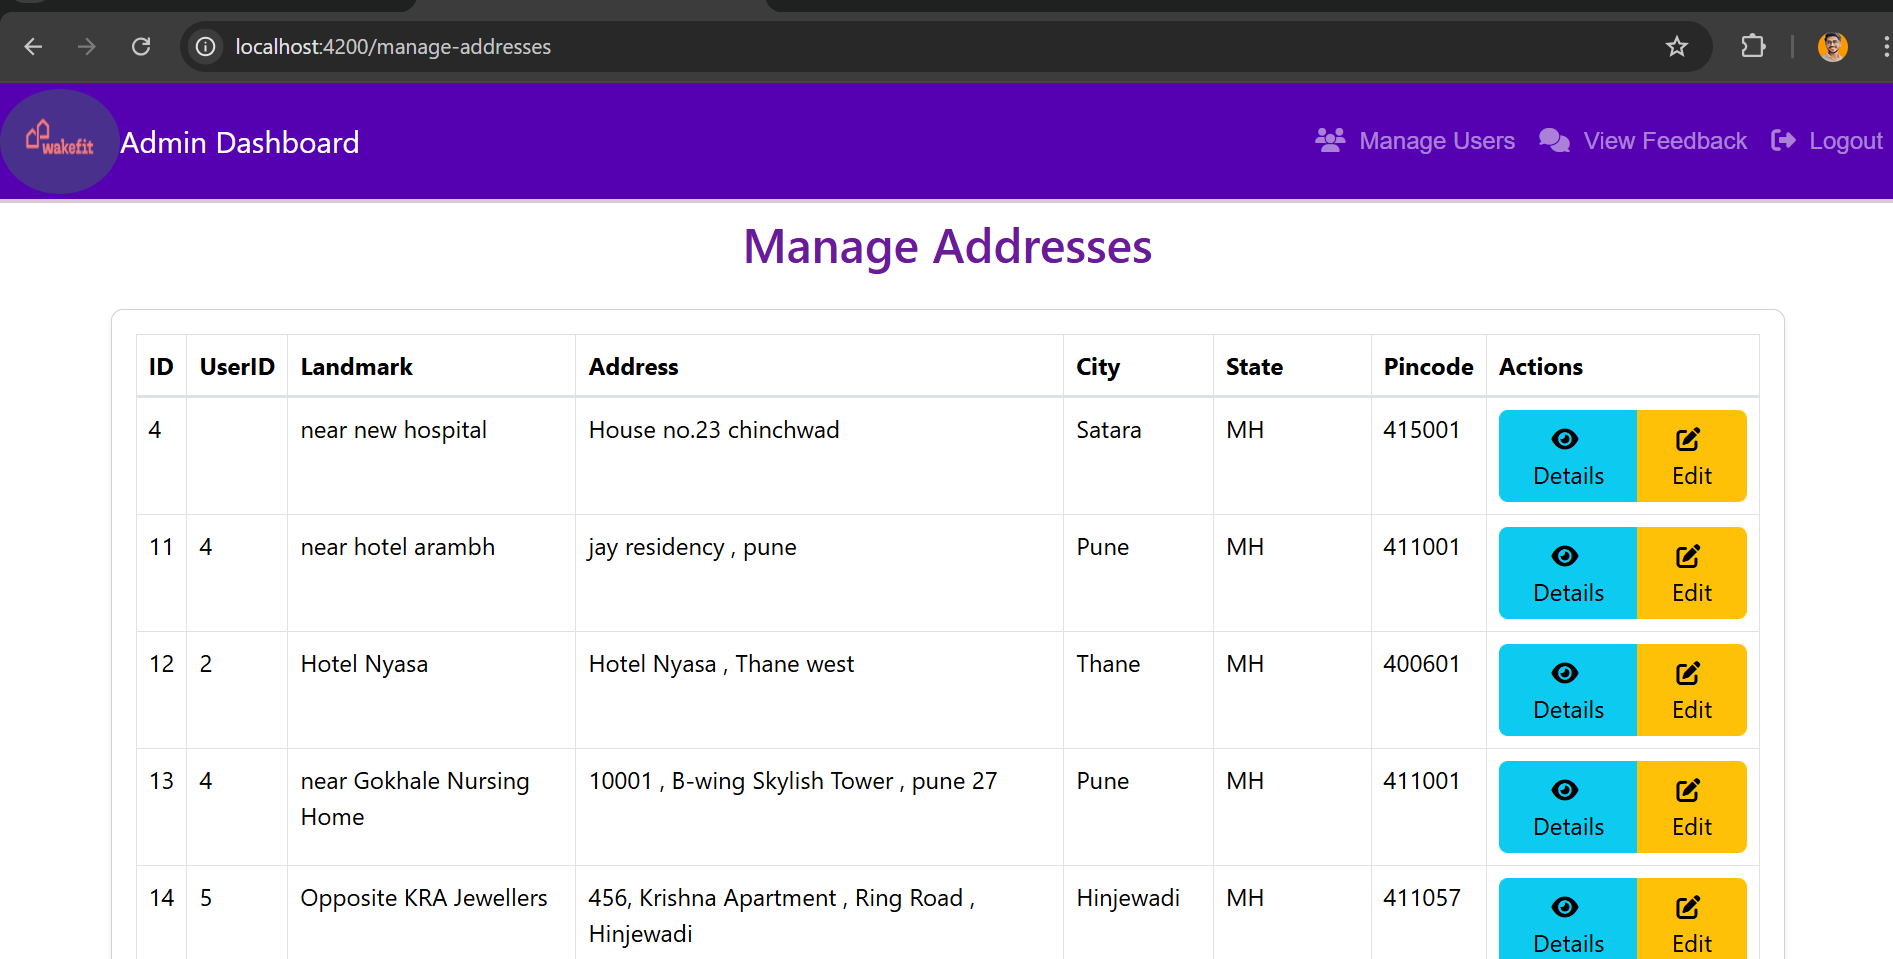 localhost:4200/manage-addresses
wakefit
Admin Dashboard
Manage Users
View Feedback
Logout
Manage Addresses
ID UserID Landmark Address City State Pincode Actions
4 near new hospital House no.23 chinchwad Satara MH 415001
Details Edit
11 4 near hotel arambh jay residency , pune Pune MH 411001
Details Edit
12 2 Hotel Nyasa Hotel Nyasa , Thane west Thane MH 400601
Details Edit
13 4 near Gokhale Nursing 10001 , B-wing Skylish Tower , pune 27 Pune MH 411001
Home
Details Edit
14 5 Opposite KRA Jewellers 456, Krishna Apartment , Ring Road , Hinjewadi MH 411057
Hinjewadi
Details Edit